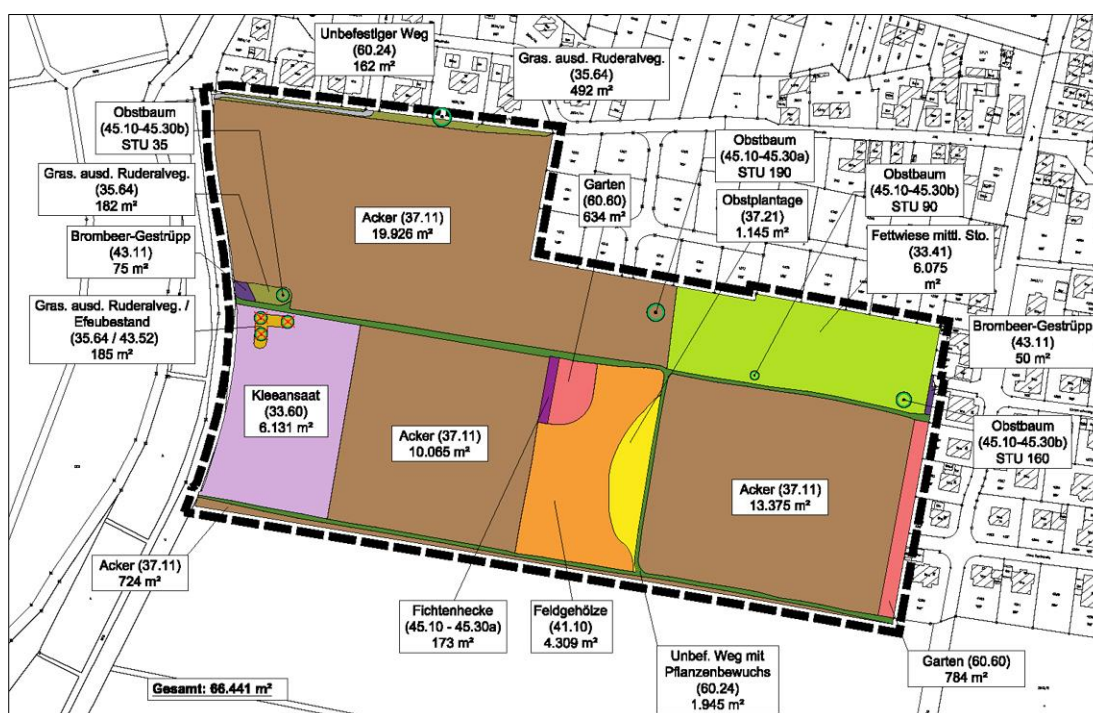 Unbefestiger Weg
(60.24)
162 m²
Gras. ausd. Ruderalveg.
(35.64)
492 m²
Obstbaum
(45.10-45.30b)
STU 35
Gras. ausd. Ruderalveg.
(35.64)
182 m²
Brombeer-Gestrüpp
(43.11)
75 m²
Gras. ausd. Ruderalveg. /
Efeubestand
(35.64 / 43.52)
185 m²
Acker (37.11)
19.926 m²
Garten
(60.60)
634 m²
Obstbaum
(45.10-45.30a)
STU 190
Obstplantage
(37.21)
1.145 m²
Obstbaum
(45.10-45.30b)
STU 90
Fettwiese mittl. Sto.
(33.41)
6.075
m²
Brombeer-Gestrüpp
(43.11)
50 m²
Kleeansaat
(33.60)
6.131 m²
Acker (37.11)
10.065 m²
Acker (37.11)
13.375 m²
Obstbaum
(45.10-45.30b)
STU 160
Acker (37.11)
724 m²
Fichtenhecke
(45.10 - 45.30a)
173 m²
Feldgehölze
(41.10)
4.309 m²
Unbef. Weg mit
Pflanzenbewuchs
(60.24)
1.945 m²
Garten (60.60)
784 m²
Gesamt: 66.441 m²